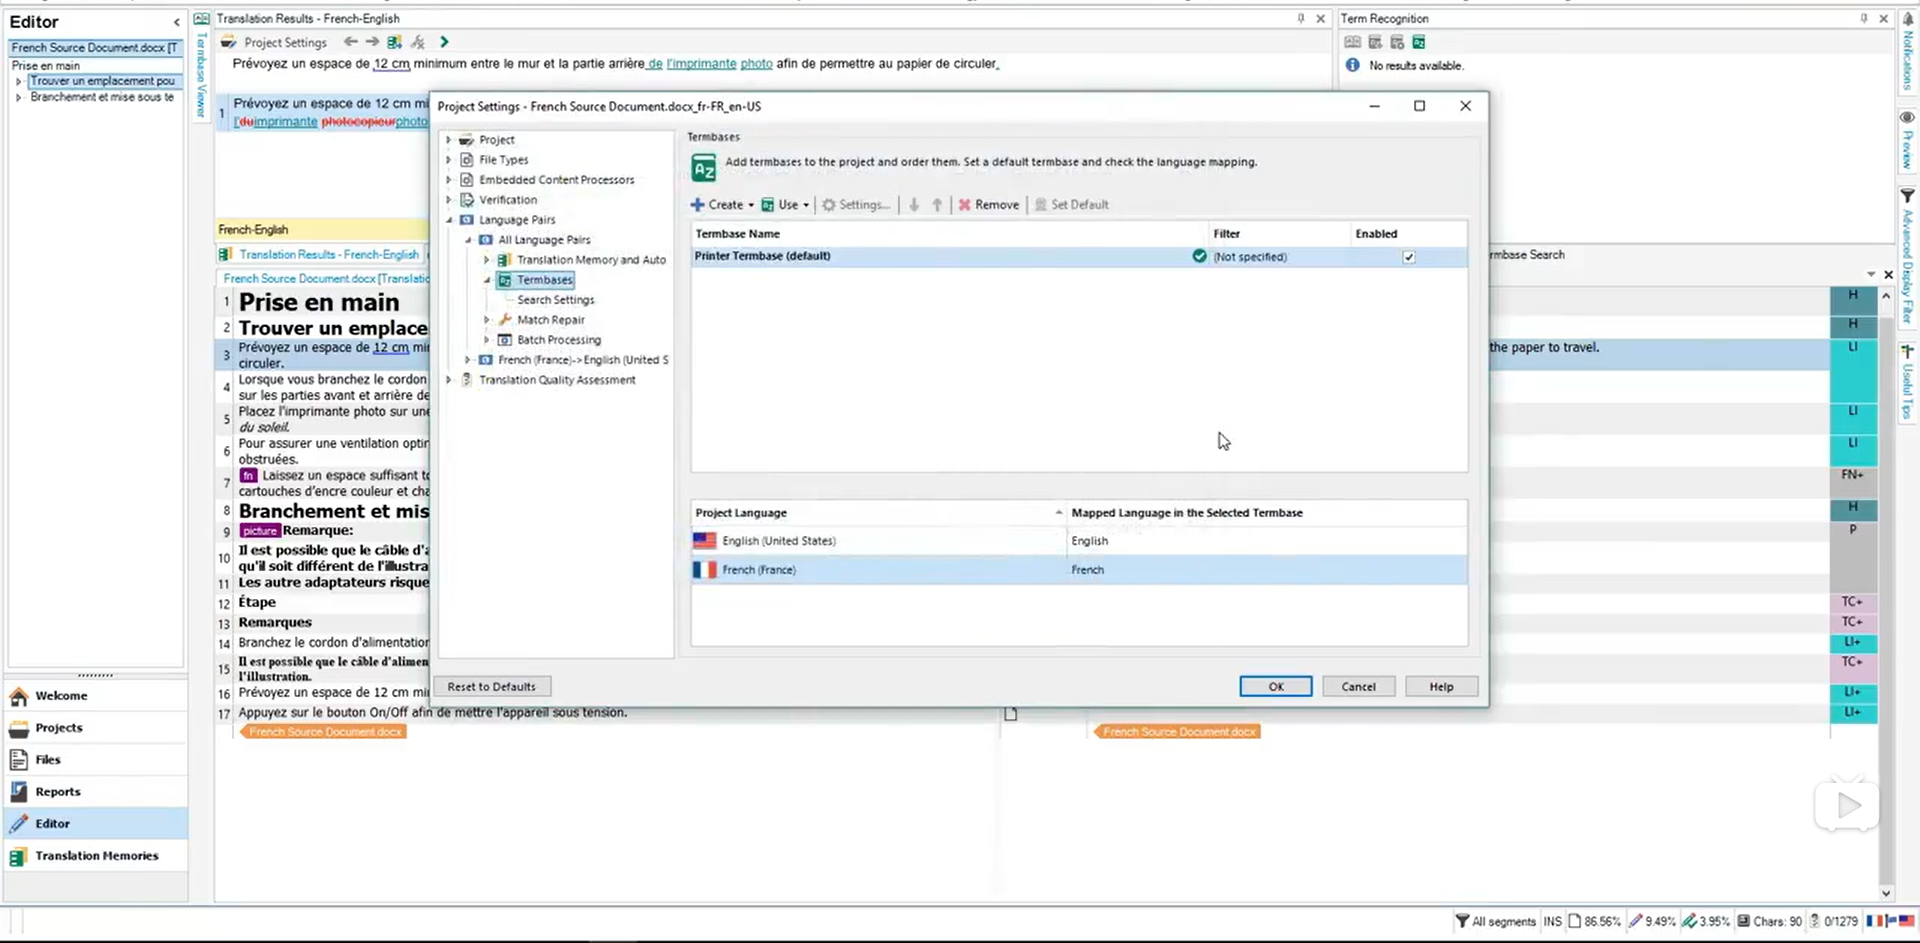 Editor
French Source Document.docx [T
Prise en main
Trouver un emplacement pou
Branchement et mise sous te
Termbase Viewer
Translation Results - French-English
Project Settings
Prévoyez un espace de 12 cm minimum entre le mur et la partie arrière de l'imprimante photo afin de permettre au papier de circuler.
1 Prévoyez un espace de 12 cm mi
l'duimprimante photocopieurphoto
French-English
Translation Results - French-English
Term Recognition
No results available.
rmbase Search
Notifications
Preview
Advanced Display Filter
Useful Tips
Project Settings - French Source Document.docx_fr-FR_en-US
Project
File Types
Embedded Content Processors
Verification
Language Pairs
All Language Pairs
Translation Memory and Auto
Termbases
Search Settings
Match Repair
Batch Processing
French (France)->English (United S
Translation Quality Assessment
Termbases
Add termbases to the project and order them. Set a default termbase and check the language mapping.
Create Use Settings... Remove Set Default
Termbase Name Filter Enabled
Printer Termbase (default) (Not specified)
Project Language Mapped Language in the Selected Termbase
English (United States) English
French (France) French
Reset to Defaults OK Cancel Help
French Source Document.docx [Translatio
1 Prise en main H
2 Trouver un emplace H
3 Prévoyez un espace de 12 cm mi the paper to travel. LI
circuler.
4 Lorsque vous branchez le cordon
sur les parties avant et arrière de
5 Placez l'imprimante photo sur une LI
du soleil.
6 Pour assurer une ventilation optin LI
obstruées.
7 fn Laissez un espace suffisant to FN+
cartouches d'encre couleur et cha
8 Branchement et mis H
9 picture Remarque: P
10 Il est possible que le câble d'a
qu'il soit différent de l'illustra
11 Les autre adaptateurs risque
12 Étape TC+
13 Remarques TC+
14 Branchez le cordon d'alimentation LI+
15 Il est possible que le câble d'alimen TC+
l'illustration.
16 Prévoyez un espace de 12 cm mi LI+
17 Appuyez sur le bouton On/Off afin de mettre l'appareil sous tension. LI+
French Source Document.docx French Source Document.docx
Welcome
Projects
Files
Reports
Editor
Translation Memories
All segments INS 86.56% 9.49% 3.95% Chars: 90 0/1279